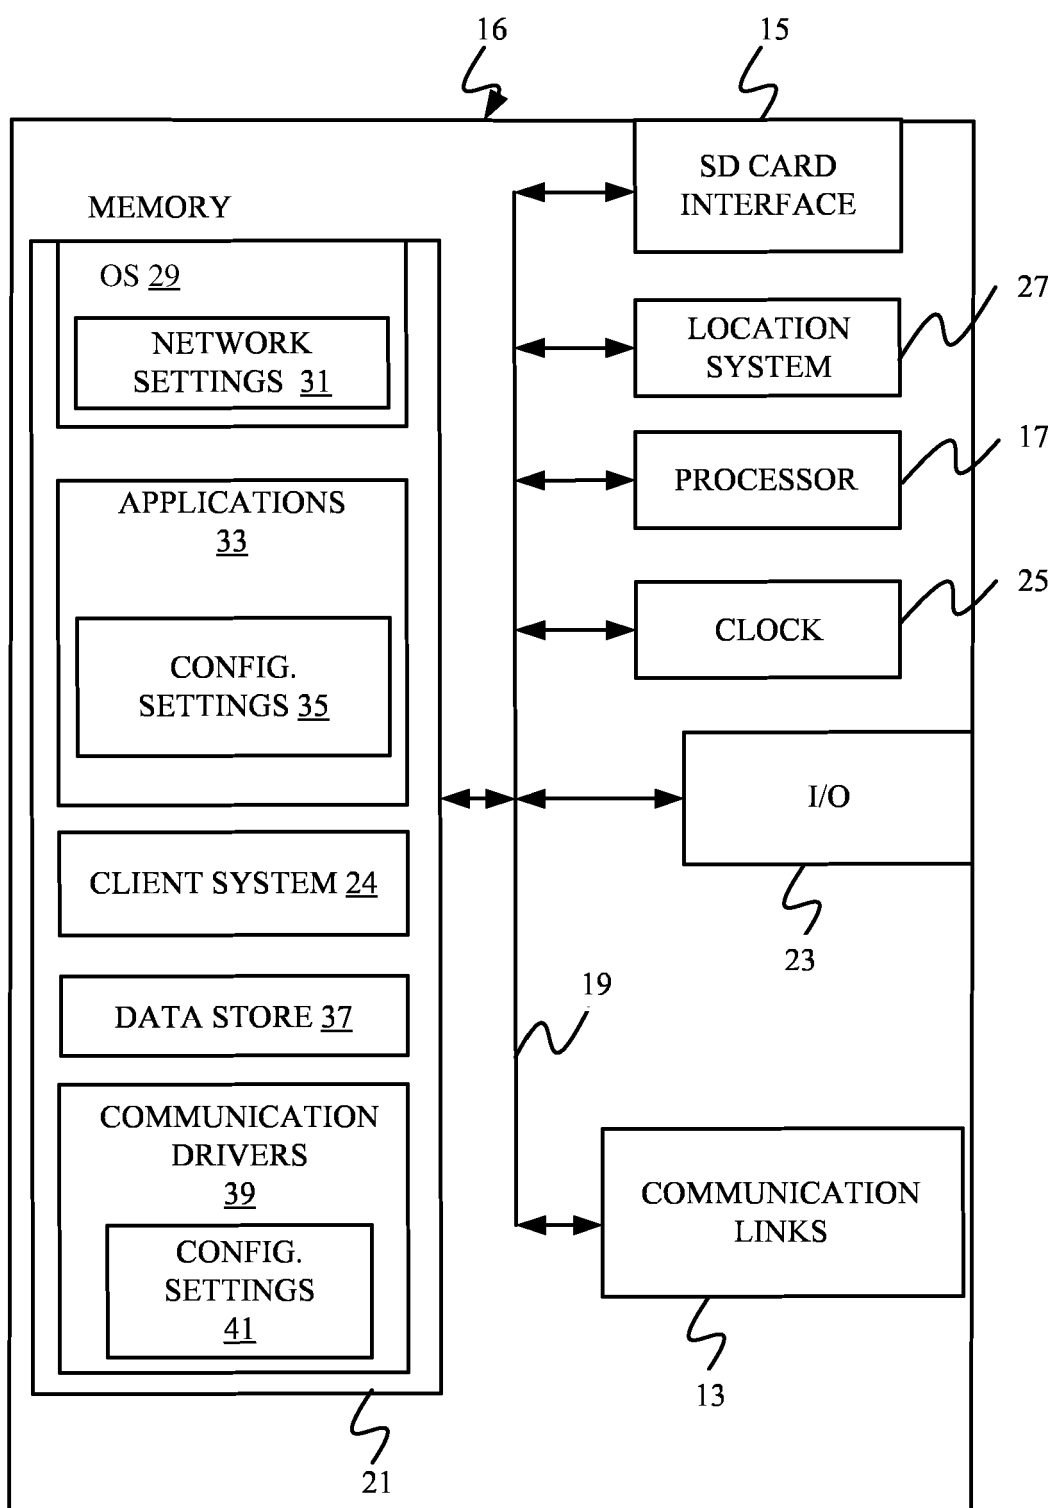 16
15
SD CARD
INTERFACE
MEMORY
OS 29
NETWORK
SETTINGS 31
27
LOCATION
SYSTEM
17
PROCESSOR
APPLICATIONS
33
25
CLOCK
CONFIG.
SETTINGS 35
I/O
CLIENT SYSTEM 24
23
19
DATA STORE 37
COMMUNICATION
DRIVERS
39
COMMUNICATION
LINKS
CONFIG.
SETTINGS
41
13
21